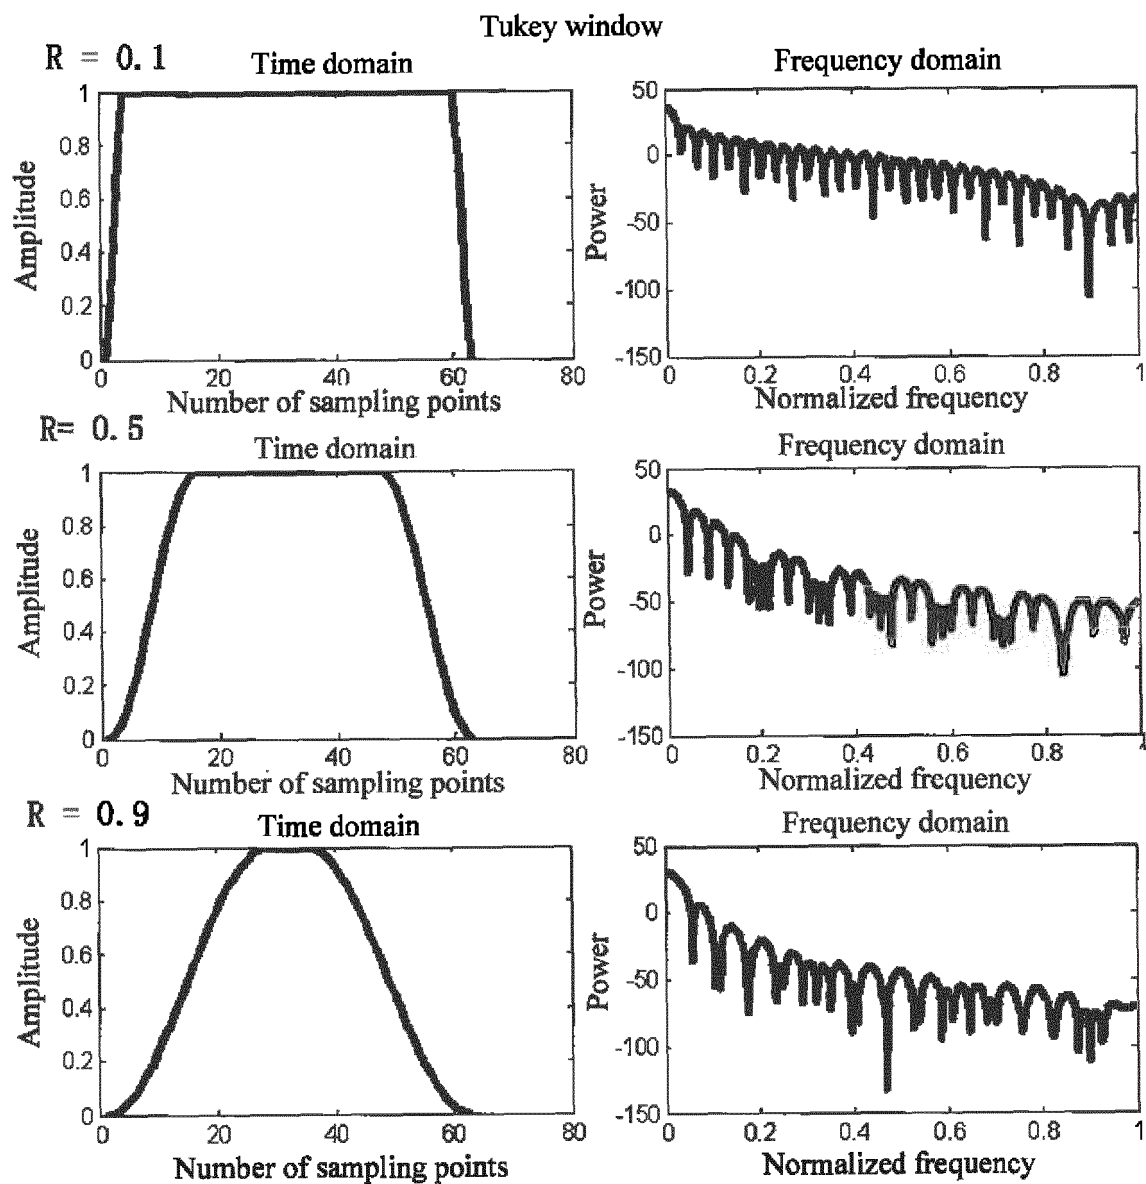 Tukey window
R = 0.1
Time domain
Amplitude
1
0.8
0.6
0.4
0.2
0
0 20 40 60 80
Number of sampling points
Frequency domain
Power
50
0
-50
-100
-150
0 0.2 0.4 0.6 0.8 1
Normalized frequency
R= 0.5
Time domain
Amplitude
1
0.8
0.6
0.4
0.2
0
0 20 40 60 80
Number of sampling points
Frequency domain
Power
50
0
-50
-100
-150
0 0.2 0.4 0.6 0.8 1
Normalized frequency
R = 0.9
Time domain
Amplitude
1
0.8
0.6
0.4
0.2
0
0 20 40 60 80
Number of sampling points
Frequency domain
Power
50
0
-50
-100
-150
0 0.2 0.4 0.6 0.8 1
Normalized frequency